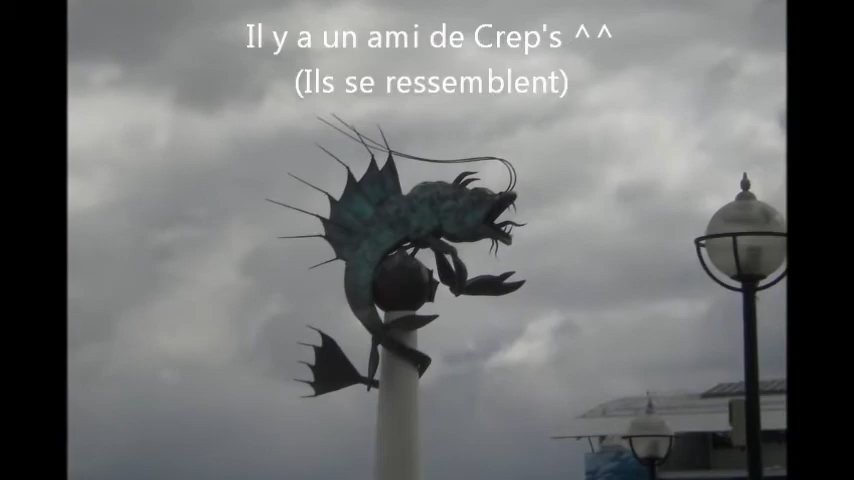 Il y a un ami de Crep's ^^
(Ils se ressemblent)